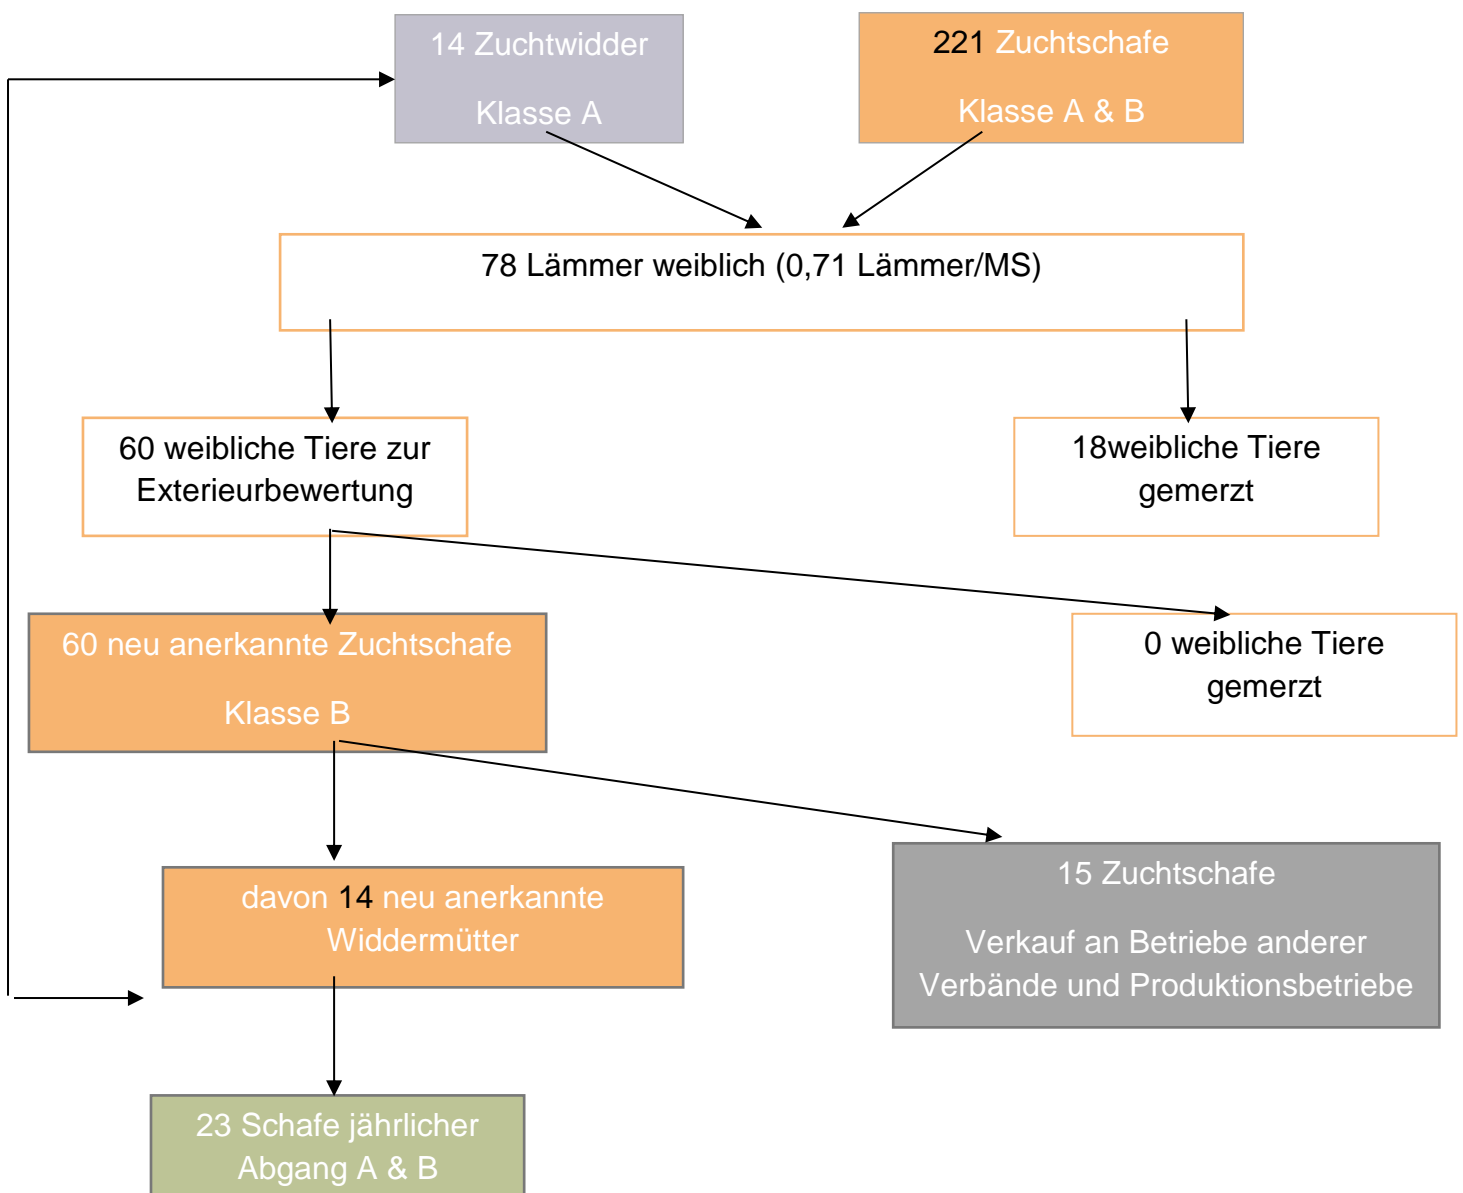 14 Zuchtwidder
Klasse A
221 Zuchtschafe
Klasse A & B
78 Lämmer weiblich (0,71 Lämmer/MS)
60 weibliche Tiere zur
Exterieurbewertung
18weibliche Tiere
gemerzt
60 neu anerkannte Zuchtschafe
Klasse B
0 weibliche Tiere
gemerzt
davon 14 neu anerkannte
Widdermütter
15 Zuchtschafe
Verkauf an Betriebe anderer
Verbände und Produktionsbetriebe
23 Schafe jährlicher
Abgang A & B